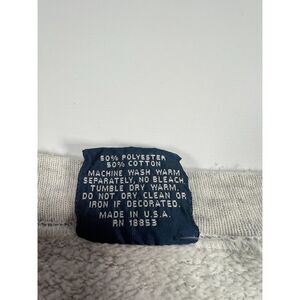 50% POLYESTER
50% COTTON
MACHINE WASH WARM
SEPARATELY, NO BLEACH,
TUMBLE DRY WARM,
DO NOT DRY CLEAN OR
IRON IF DECORATED.
MADE IN U.S.A.
RN 18853